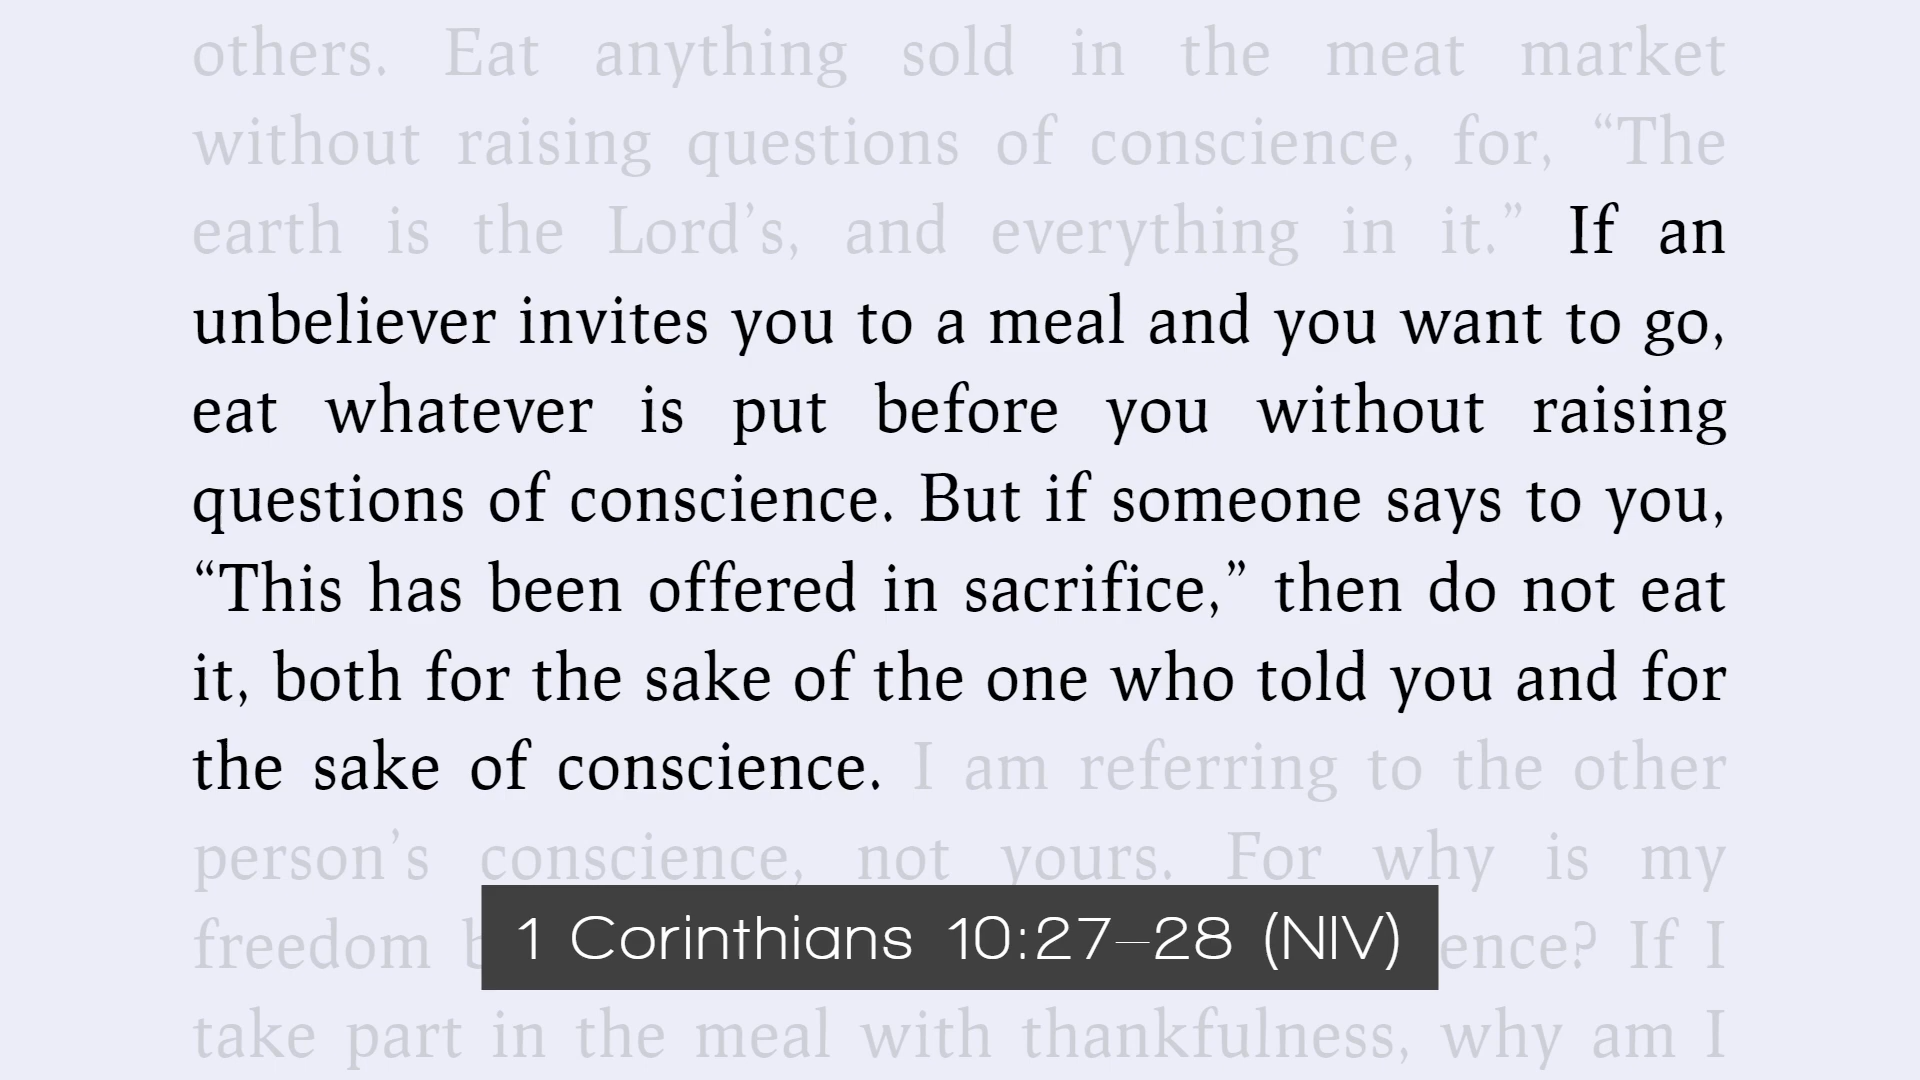 others. Eat anything sold in the meat market
without raising questions of conscience, for, “The
earth is the Lord’s, and everything in it.” If an
unbeliever invites you to a meal and you want to go,
eat whatever is put before you without raising
questions of conscience. But if someone says to you,
“This has been offered in sacrifice,” then do not eat
it, both for the sake of the one who told you and for
the sake of conscience. I am referring to the other
person’s conscience, not yours. For why is my
freedom ence? If I
1 Corinthians 10:27–28 (NIV)
take part in the meal with thankfulness, why am I